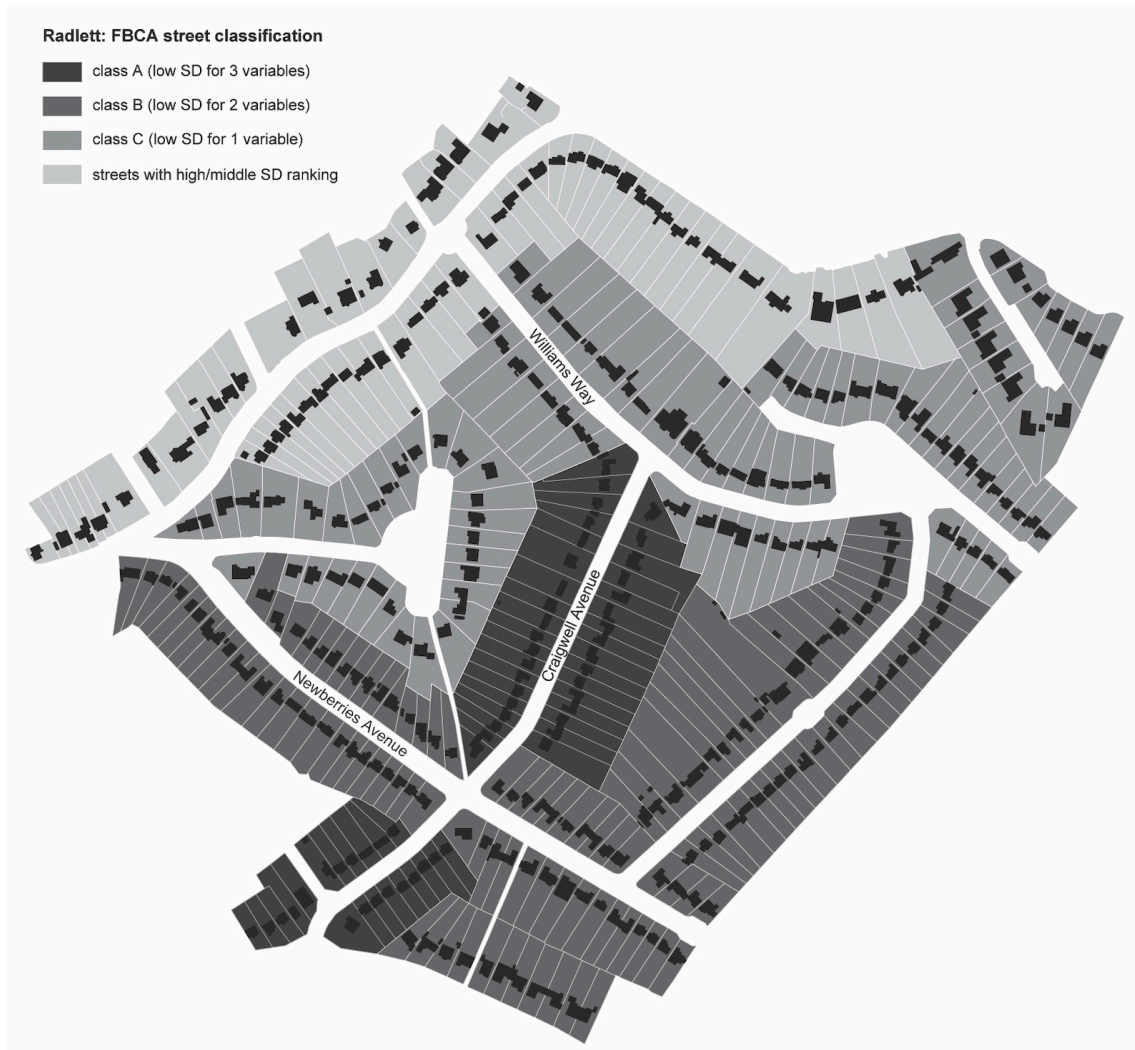 Radlett: FBCA street classification
class A (low SD for 3 variables)
class B (low SD for 2 variables)
class C (low SD for 1 variable)
streets with high/middle SD ranking
Williams Way
Craigwell Avenue
Newberries Avenue